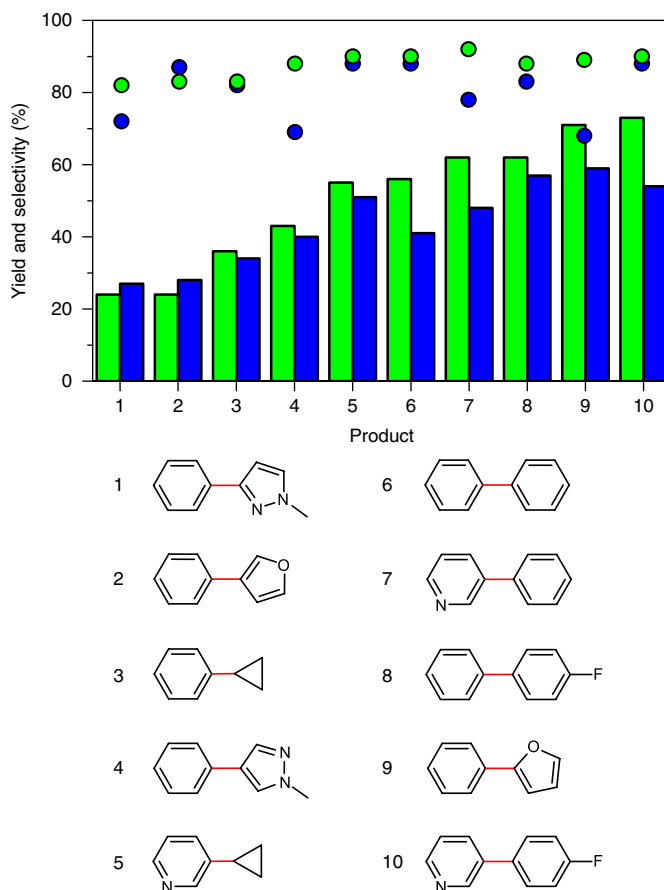 100
80
60
40
20
0
Yield and selectivity (%)
1 2 3 4 5 6 7 8 9 10
Product
1 N N
6
2 O
7 N
3
8 F
4 N N
9 O
5 N
10 N F